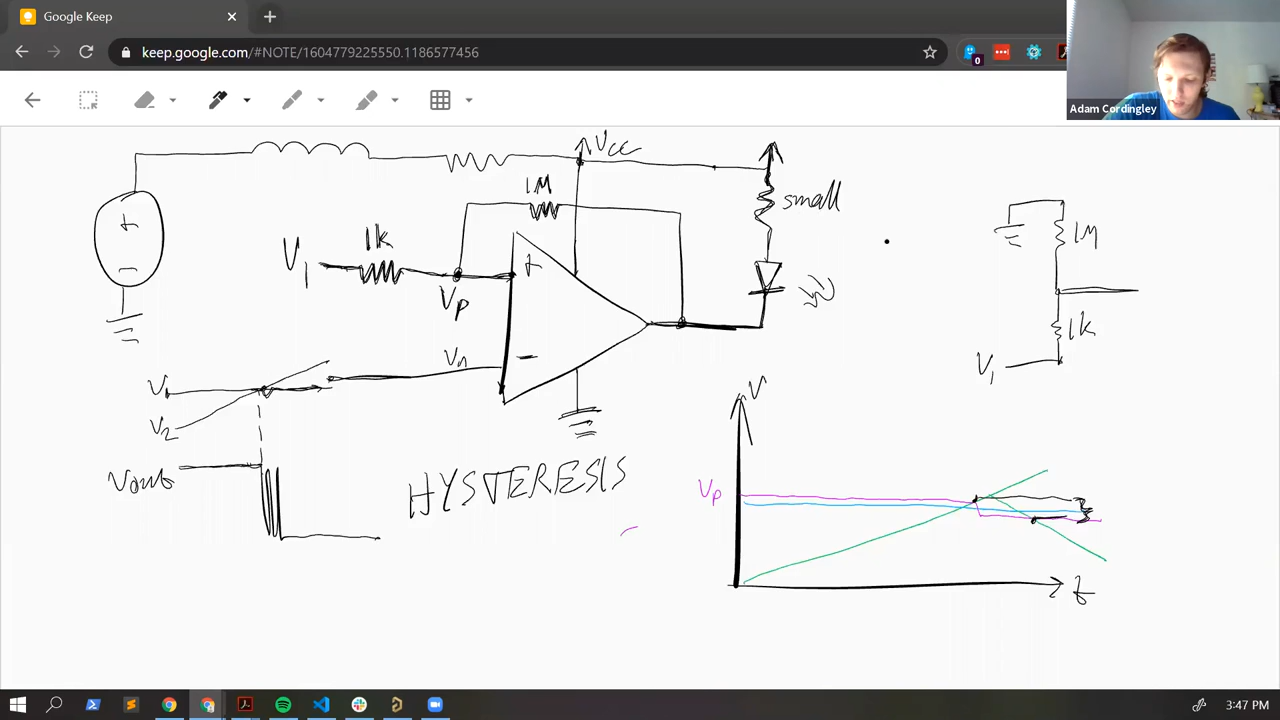 Google Keep
keep.google.com/#NOTE/1604779225550.1186577456
0
Adam Cordingley
VCC
1M
small
1k
V1
+
VP
+
−
1M
1k
V1
Vn
−
V1
V2
Vout
HYSTERESIS
V
VP
t
3:47 PM